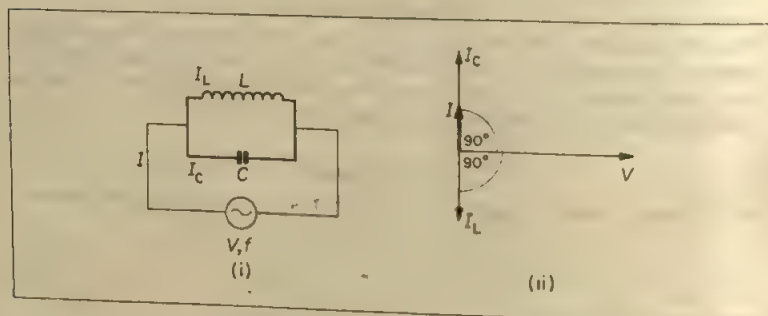 I_L L
I
I_C C
V, f
(i)
I_C
I
90°
90°
V
I_L
(ii)